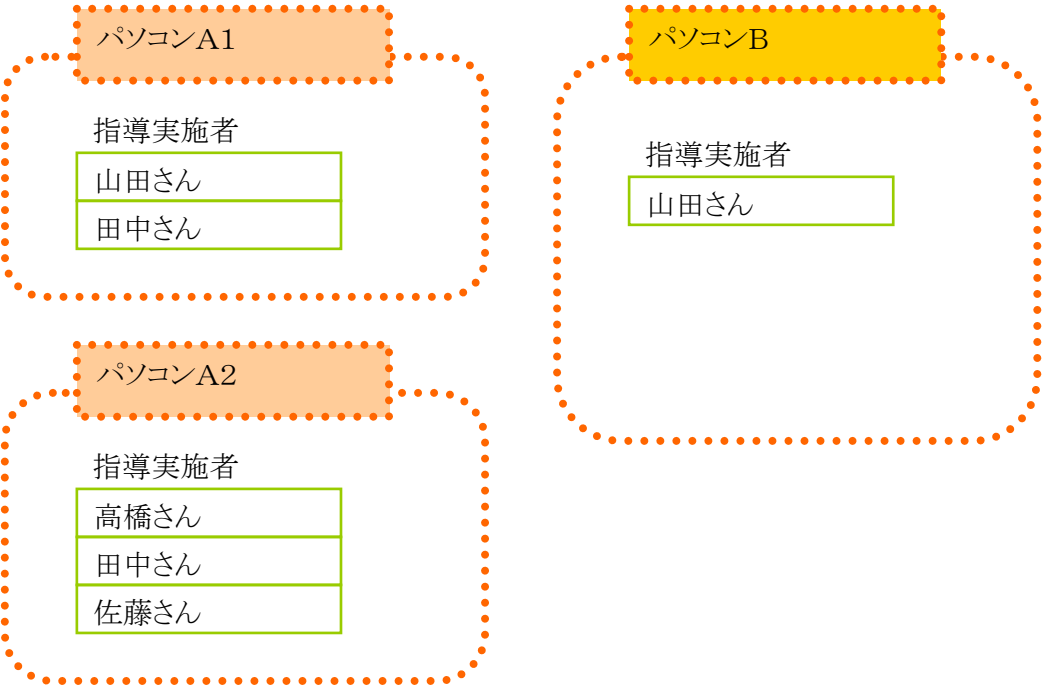 パソコンA1
指導実施者
山田さん
田中さん
パソコンB
指導実施者
山田さん
パソコンA2
指導実施者
高橋さん
田中さん
佐藤さん